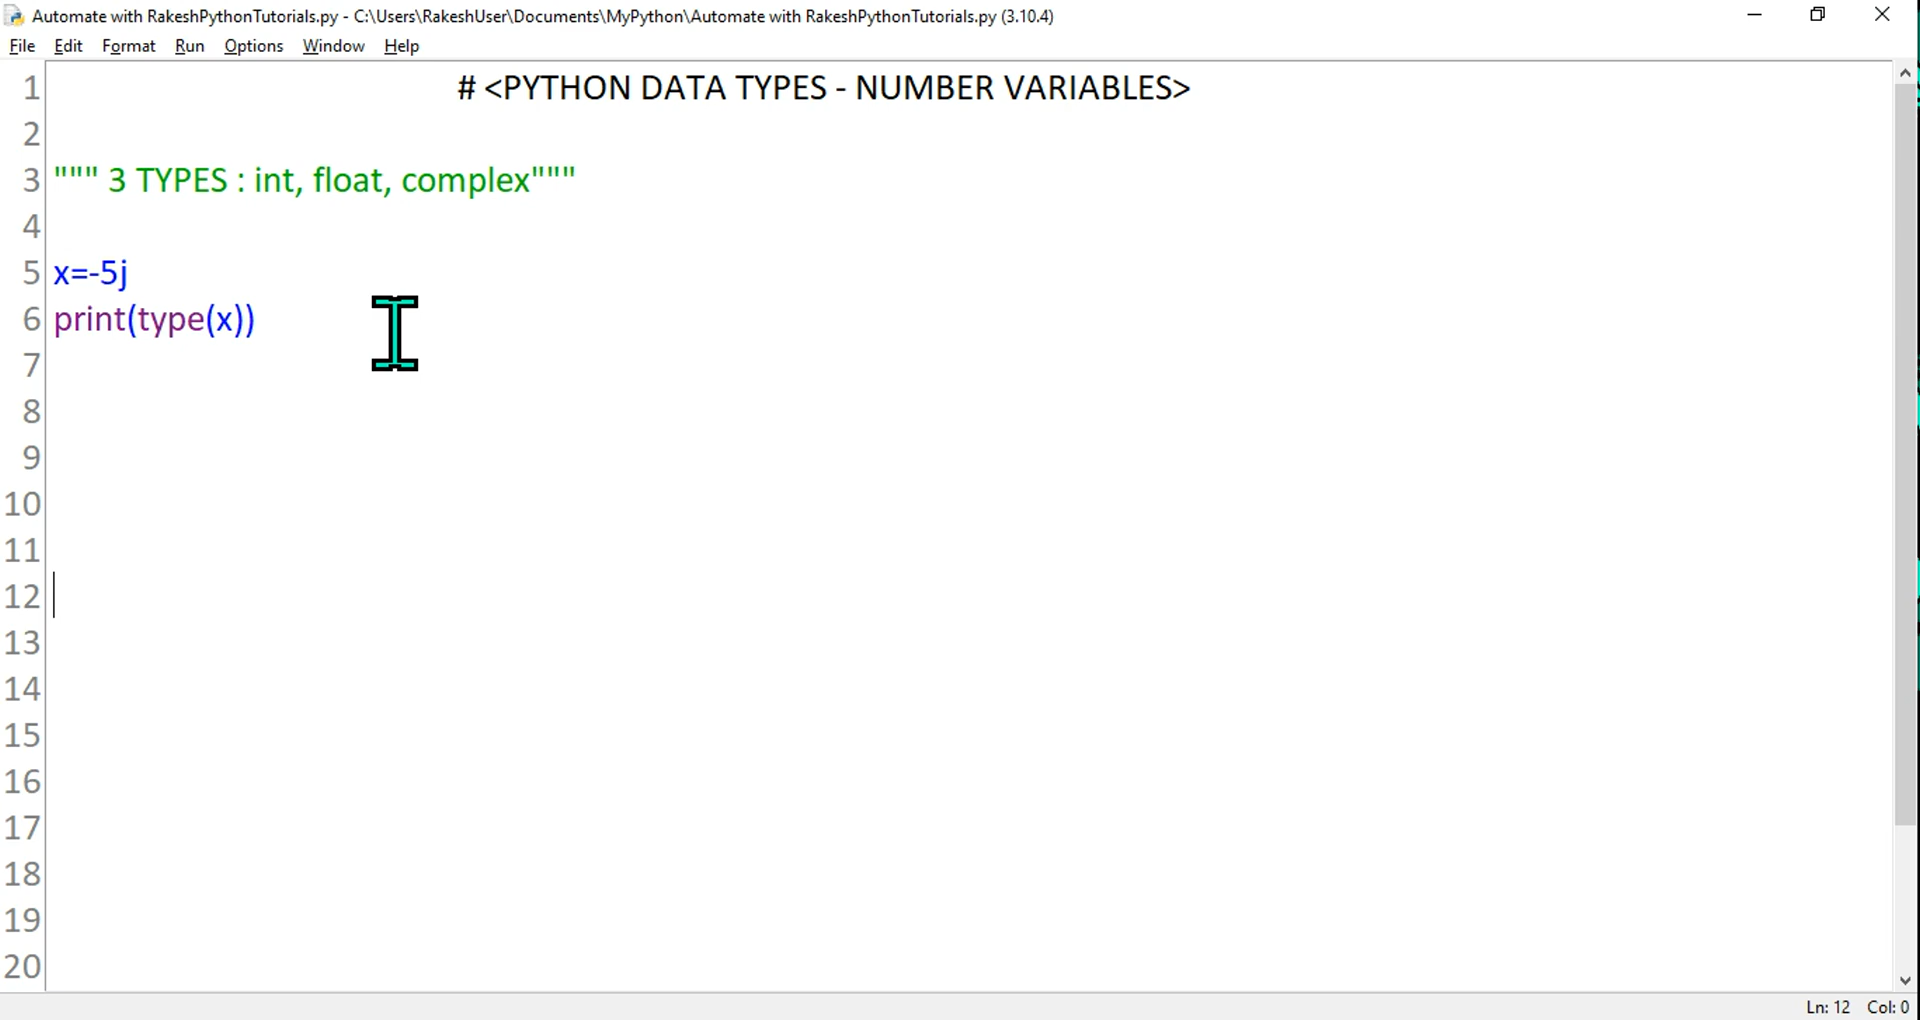 Automate with RakeshPythonTutorials.py - C:\Users\RakeshUser\Documents\MyPython\Automate with RakeshPythonTutorials.py (3.10.4)
File Edit Format Run Options Window Help
1 # <PYTHON DATA TYPES - NUMBER VARIABLES>
2
3 """ 3 TYPES : int, float, complex"""
4
5 x=-5j
6 print(type(x))
7
8
9
10
11
12
13
14
15
16
17
18
19
20
Ln: 12 Col: 0